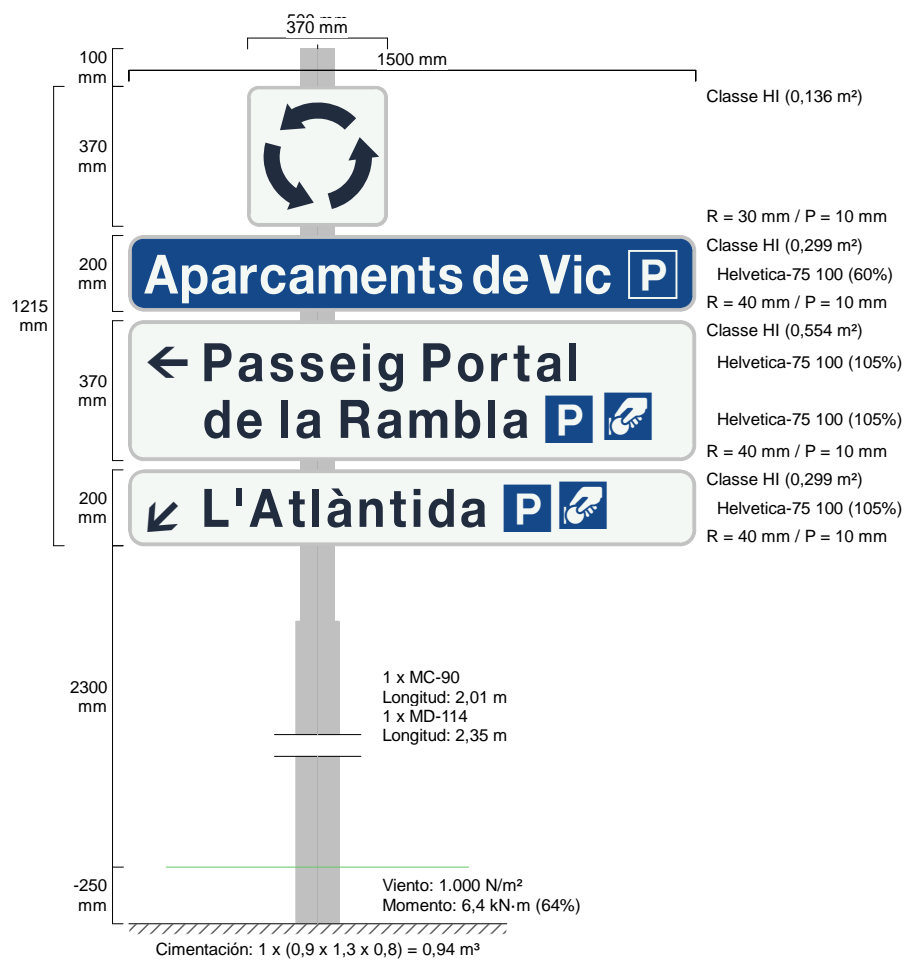 370 mm
1500 mm
100 mm
Classe HI (0,136 m²)
370 mm
R = 30 mm / P = 10 mm
200 mm
Aparcaments de Vic P
Classe HI (0,299 m²)
Helvetica-75 100 (60%)
R = 40 mm / P = 10 mm
1215 mm
370 mm
Passeig Portal
de la Rambla P
Classe HI (0,554 m²)
Helvetica-75 100 (105%)
Helvetica-75 100 (105%)
R = 40 mm / P = 10 mm
200 mm
L'Atlàntida P
Classe HI (0,299 m²)
Helvetica-75 100 (105%)
R = 40 mm / P = 10 mm
2300 mm
1 x MC-90
Longitud: 2,01 m
1 x MD-114
Longitud: 2,35 m
-250 mm
Viento: 1.000 N/m²
Momento: 6,4 kN·m (64%)
Cimentación: 1 x (0,9 x 1,3 x 0,8) = 0,94 m³